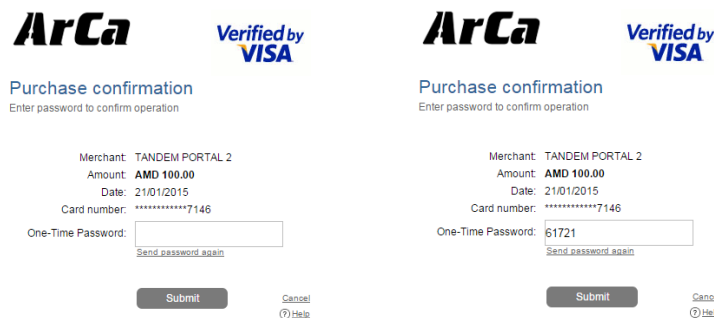 ArCa
Verified by
VISA
Purchase confirmation
Enter password to confirm operation
Merchant: TANDEM PORTAL 2
Amount: AMD 100.00
Date: 21/01/2015
Card number: ************7146
One-Time Password:
Send password again
Submit
Cancel
? Help
ArCa
Verified by
VISA
Purchase confirmation
Enter password to confirm operation
Merchant: TANDEM PORTAL 2
Amount: AMD 100.00
Date: 21/01/2015
Card number: ************7146
One-Time Password: 61721
Send password again
Submit
Canc
? He